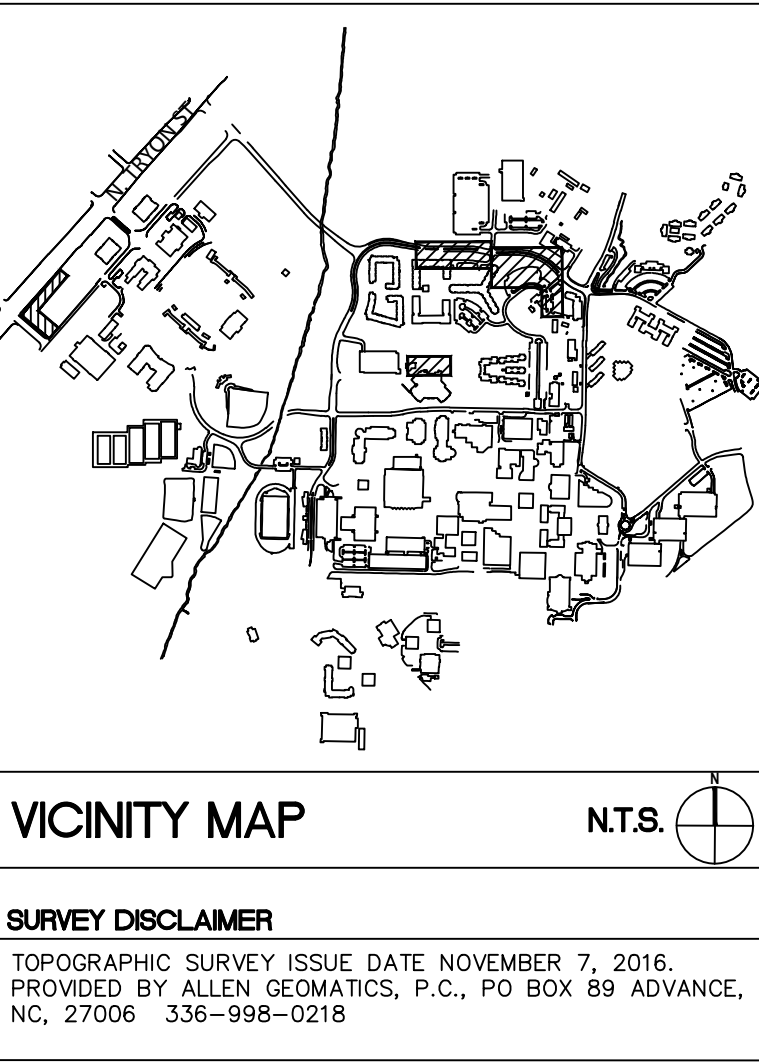 N. TRYON ST.
VICINITY MAP
N.T.S.
N
SURVEY DISCLAIMER
TOPOGRAPHIC SURVEY ISSUE DATE NOVEMBER 7, 2016.
PROVIDED BY ALLEN GEOMATICS, P.C., PO BOX 89 ADVANCE,
NC, 27006 336-998-0218